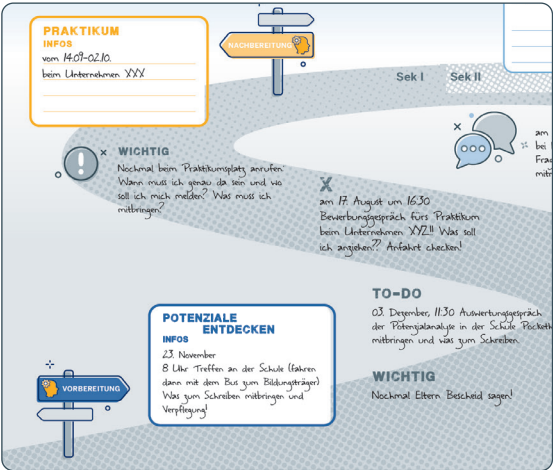 PRAKTIKUM
INFOS
vom 14.09-02.10.
beim Unternehmen XXX
NACHBEREITUNG
Sek I
Sek II
am
bei
Frag
mitn
WICHTIG
Nochmal beim "Praktikumsplatz anrufen"
Wann muss ich genau da sein und wo
soll ich mich melden? Was muss ich
mitbringen?
X
am 17. August um 16:30
Bewerbungsgespräch fürs Praktikum
beim Unternehmen XYZ!! Was soll
ich anziehen?? Anfahrt checken!
TO-DO
03. Dezember, 11:30 Auswertungsgespräch
der Potenzialanalyse in der Schule Pocketk
mitbringen und was zum Schreiben.
WICHTIG
Nochmal Eltern Bescheid sagen!
POTENZIALE
ENTDECKEN
INFOS
23. November
8 Uhr Treffen an der Schule (fahren
dann mit dem Bus zum Bildungsträger)
Was zum Schreiben mitbringen und
Verpflegung!
VORBEREITUNG